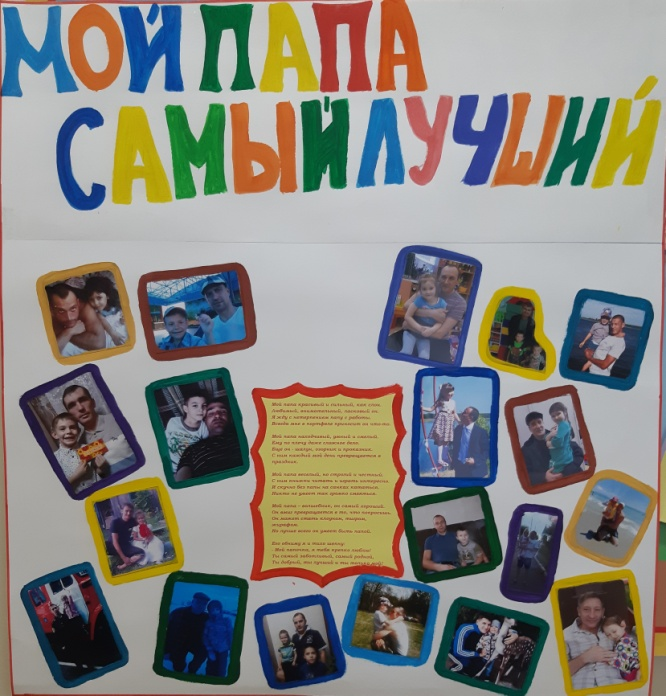 МОЙ ПАПА
САМЫЙ ЛУЧШИЙ
Мой папа красивый и сильный, как слон.
Любимый, внимательный, ласковый он.
Я жду с нетерпением папу с работы.
Всегда мне в портфеле приносит он что-то.
Мой папа находчивый, умный и смелый.
Ему по плечу даже сложное дело.
Ещё он - шалун, озорник и проказник.
С ним каждый мой день превращается в
праздник.
Мой папа весёлый, но строгий и честный.
С ним книжки читать и играть интересно.
И скучно без папы на санках кататься.
Никто не умеет так громко смеяться.
Мой папа - волшебник, он самый хороший.
Он вмиг превращается в то, что попросишь.
Он может стать клоуном, тигром,
жирафом.
Но лучше всего он умеет быть папой.
Его обниму я и тихо шепну:
- Мой папочка, я тебя крепко люблю!
Ты самый заботливый, самый родной,
Ты добрый, ты лучший и ты только мой!